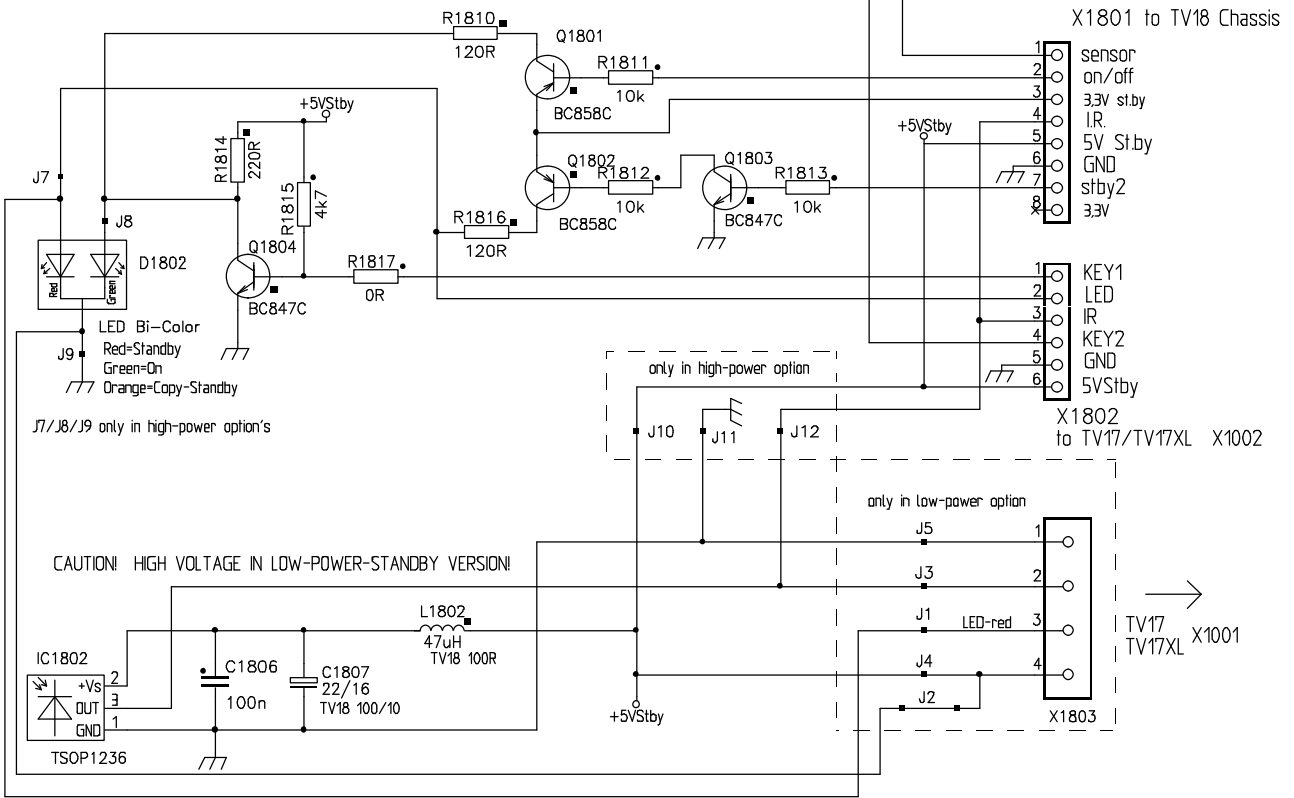 X1801 to TV18 Chassis
R1810
120R
Q1801
BC858C
R1811
10k
1 sensor
2 on/off
3 3,3V st.by
4 I.R.
5 5V St.by
6 GND
7 stby2
8 3,3V
x
+5VStby
+5VStby
R1814
220R
R1815
4k7
Q1802
BC858C
R1812
10k
Q1803
BC847C
R1813
10k
J7
J8
R1816
120R
D1802
Red
Green
Q1804
BC847C
R1817
0R
1 KEY1
2 LED
3 IR
4 KEY2
5 GND
6 5VStby
X1802
to TV17/TV17XL X1002
LED Bi-Color
Red=Standby
Green=On
Orange=Copy-Standby
J9
J7/J8/J9 only in high-power option's
only in high-power option
J10
J11
J12
only in low-power option
J5
J3
J1
LED-red
J4
J2
1
2
3
4
X1803
TV17
TV17XL
X1001
CAUTION! HIGH VOLTAGE IN LOW-POWER-STANDBY VERSION!
L1802
47uH
TV18 100R
IC1802
+Vs
OUT
GND
2
3
1
TSOP1236
C1806
100n
C1807
22/16
TV18 100/10
+5VStby